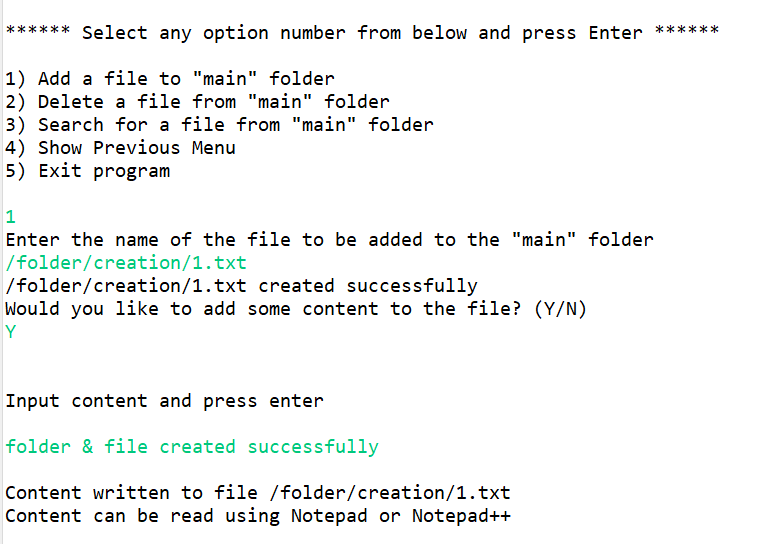 ****** Select any option number from below and press Enter ******
1) Add a file to "main" folder
2) Delete a file from "main" folder
3) Search for a file from "main" folder
4) Show Previous Menu
5) Exit program
1
Enter the name of the file to be added to the "main" folder
/folder/creation/1.txt
/folder/creation/1.txt created successfully
Would you like to add some content to the file? (Y/N)
Y
Input content and press enter
folder & file created successfully
Content written to file /folder/creation/1.txt
Content can be read using Notepad or Notepad++